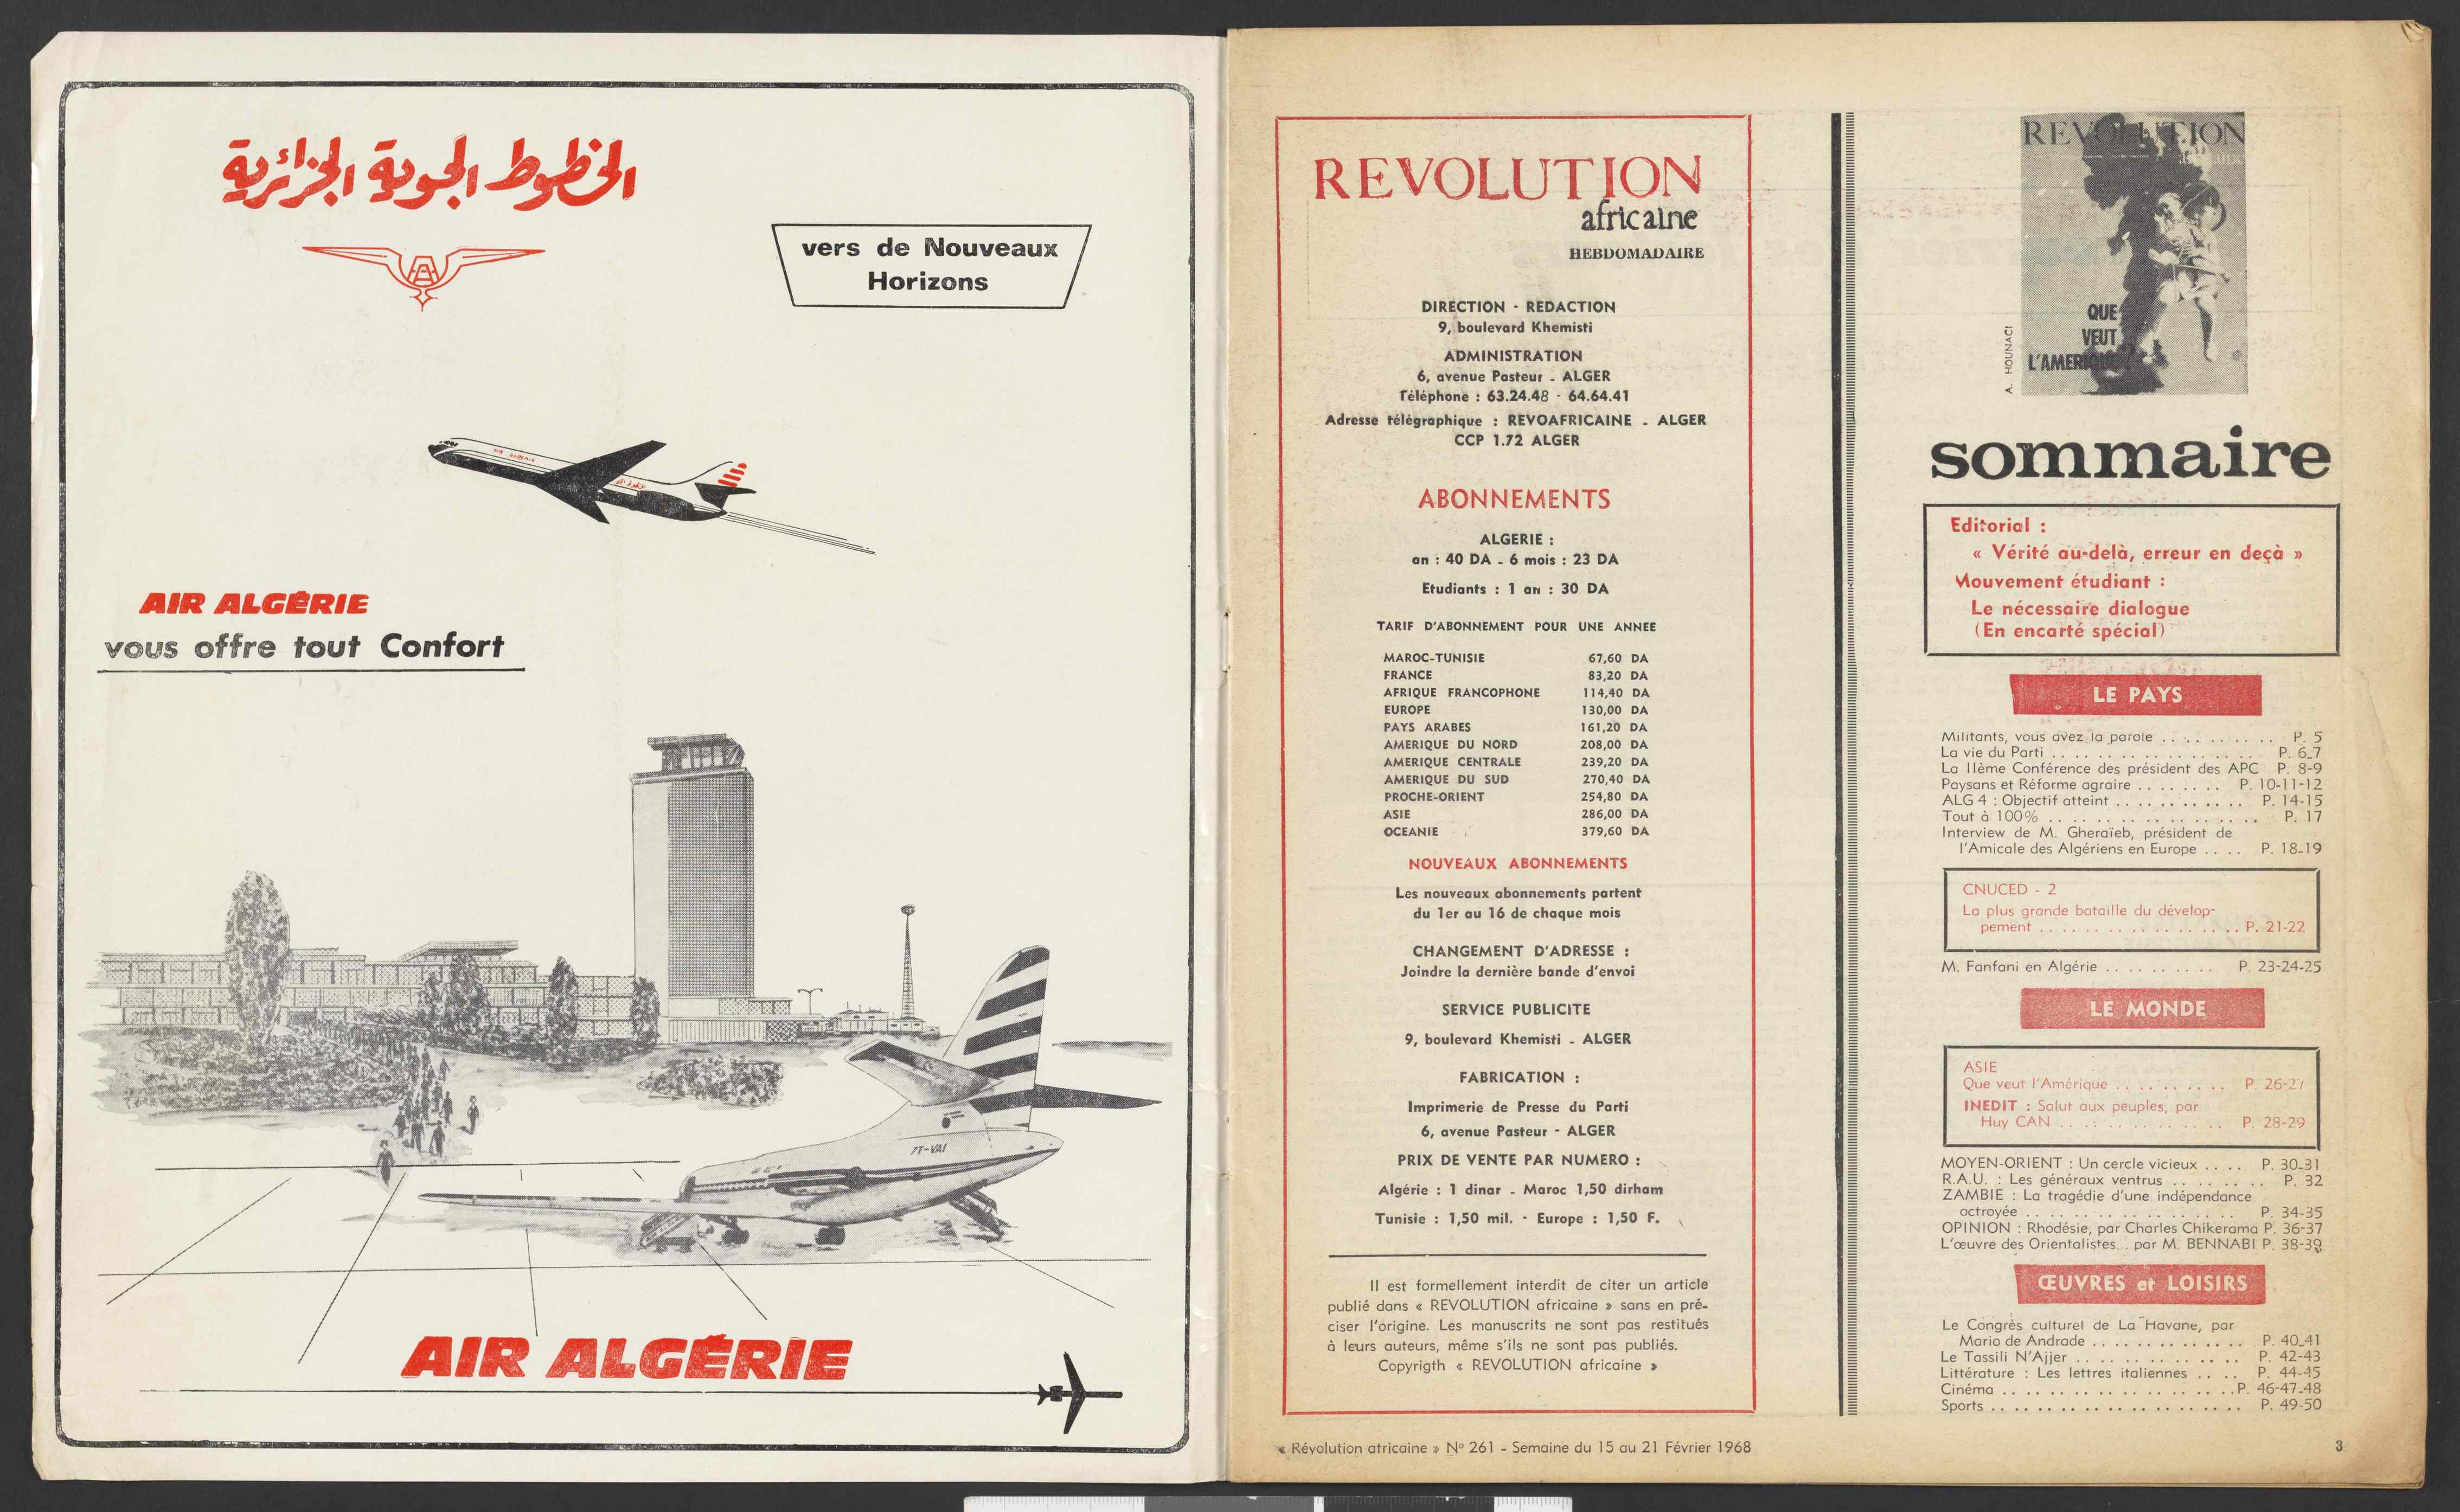 الخطوط الجوية الجزائرية
vers de Nouveaux
Horizons
AIR ALGÉRIE
vous offre tout Confort
7T-VAI
AIR ALGÉRIE
REVOLUTION
africaine
HEBDOMADAIRE
DIRECTION - REDACTION
9, boulevard Khemisti
ADMINISTRATION
6, avenue Pasteur - ALGER
Téléphone : 63.24.48 - 64.64.41
Adresse télégraphique : REVOAFRICAINE - ALGER
CCP 1.72 ALGER
ABONNEMENTS
ALGERIE :
an : 40 DA - 6 mois : 23 DA
Etudiants : 1 an : 30 DA
TARIF D'ABONNEMENT POUR UNE ANNEE
MAROC-TUNISIE 67,60 DA
FRANCE 83,20 DA
AFRIQUE FRANCOPHONE 114,40 DA
EUROPE 130,00 DA
PAYS ARABES 161,20 DA
AMERIQUE DU NORD 208,00 DA
AMERIQUE CENTRALE 239,20 DA
AMERIQUE DU SUD 270,40 DA
PROCHE-ORIENT 254,80 DA
ASIE 286,00 DA
OCEANIE 379,60 DA
NOUVEAUX ABONNEMENTS
Les nouveaux abonnements partent
du 1er au 16 de chaque mois
CHANGEMENT D'ADRESSE :
Joindre la dernière bande d'envoi
SERVICE PUBLICITE
9, boulevard Khemisti - ALGER
FABRICATION :
Imprimerie de Presse du Parti
6, avenue Pasteur - ALGER
PRIX DE VENTE PAR NUMERO :
Algérie : 1 dinar - Maroc 1,50 dirham
Tunisie : 1,50 mil. - Europe : 1,50 F.
Il est formellement interdit de citer un article
publié dans « REVOLUTION africaine » sans en pré-
ciser l'origine. Les manuscrits ne sont pas restitués
à leurs auteurs, même s'ils ne sont pas publiés.
Copyrigth « REVOLUTION africaine »
« Révolution africaine » Nº 261 - Semaine du 15 au 21 Février 1968
REVOLUTION
africaine
QUE
VEUT
L'AMERIQUE ?
A. HOUNACI
sommaire
Editorial :
« Vérité au-delà, erreur en deçà »
Mouvement étudiant :
Le nécessaire dialogue
(En encarté spécial)
LE PAYS
Militants, vous avez la parole .......... P. 5
La vie du Parti .................. P. 6-7
La IIème Conférence des président des APC P. 8-9
Paysans et Réforme agraire ........ P. 10-11-12
ALG 4 : Objectif atteint ............ P. 14-15
Tout à 100% .................. P. 17
Interview de M. Gheraïeb, président de
l'Amicale des Algériens en Europe .... P. 18-19
CNUCED - 2
La plus grande bataille du dévelop-
pement .................. P. 21-22
M. Fanfani en Algérie .......... P. 23-24-25
LE MONDE
ASIE
Que veut l'Amérique .......... P. 26-27
INEDIT : Salut aux peuples, par
Huy CAN .............. P. 28-29
MOYEN-ORIENT : Un cercle vicieux .... P. 30-31
R.A.U. : Les généraux ventrus ........ P. 32
ZAMBIE : La tragédie d'une indépendance
octroyée .................. P. 34-35
OPINION : Rhodésie, par Charles Chikerama P. 36-37
L'œuvre des Orientalistes... par M. BENNABI P. 38-39
ŒUVRES et LOISIRS
Le Congrès culturel de La Havane, par
Mario de Andrade .............. P. 40-41
Le Tassili N'Ajjer .............. P. 42-43
Littérature : Les lettres italiennes .... P. 44-45
Cinéma .................... P. 46-47-48
Sports ...................... P. 49-50
3